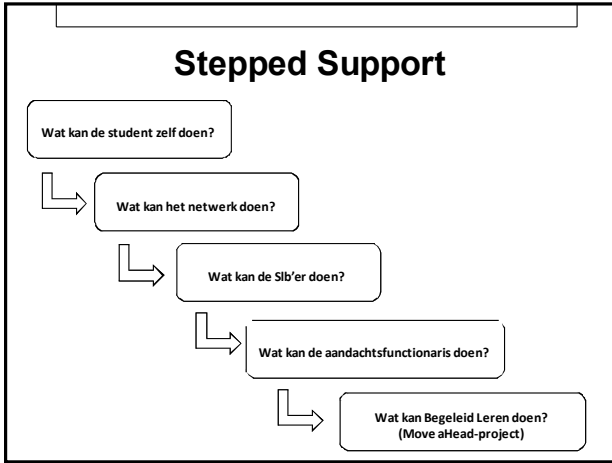 Stepped Support
Wat kan de student zelf doen?
Wat kan het netwerk doen?
Wat kan de Slb’er doen?
Wat kan de aandachtsfunctionaris doen?
Wat kan Begeleid Leren doen?
(Move aHead-project)